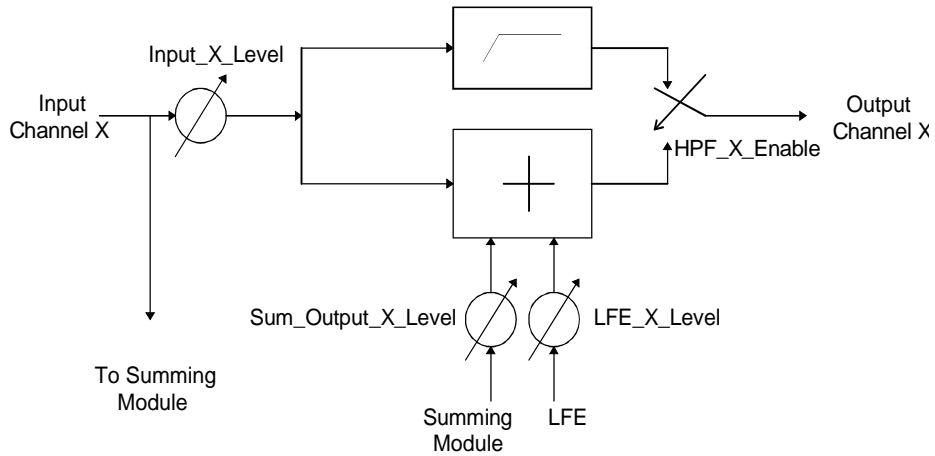 Input_X_Level
Input
Channel X
Output
Channel X
HPF_X_Enable
Sum_Output_X_Level
LFE_X_Level
To Summing
Module
Summing
Module
LFE